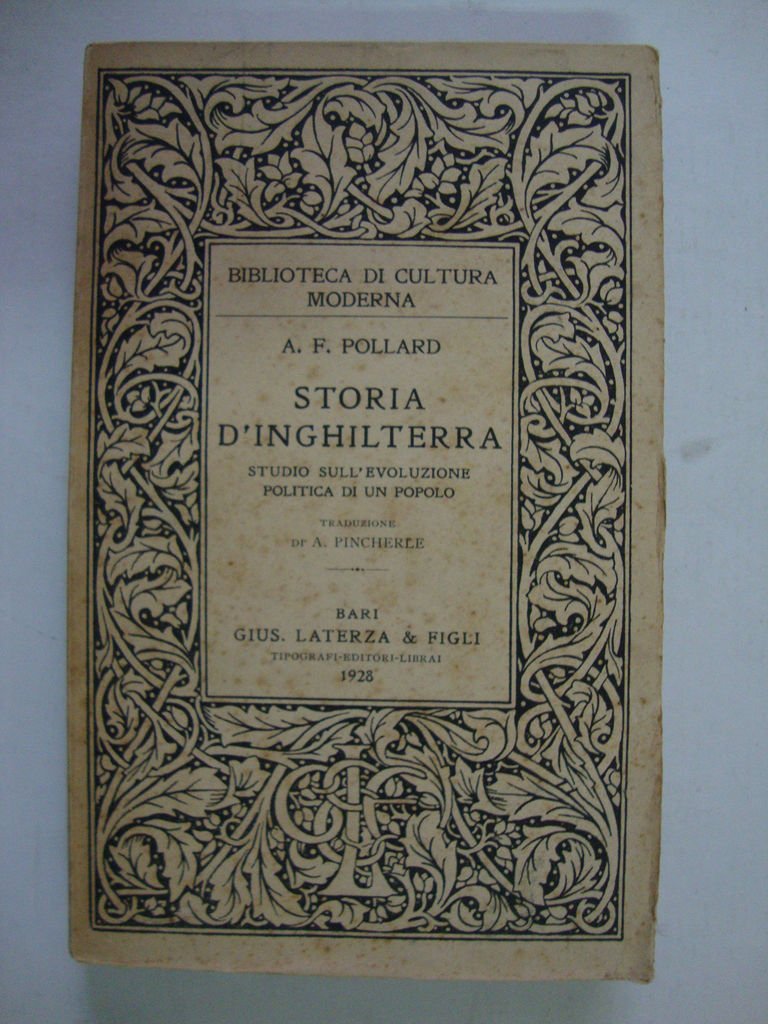 BIBLIOTECA DI CULTURA
MODERNA
A. F. POLLARD
STORIA
D'INGHILTERRA
STUDIO SULL'EVOLUZIONE
POLITICA DI UN POPOLO
TRADUZIONE
DI A. PINCHERLE
BARI
GIUS. LATERZA & FIGLI
TIPOGRAFI-EDITORI-LIBRAI
1928